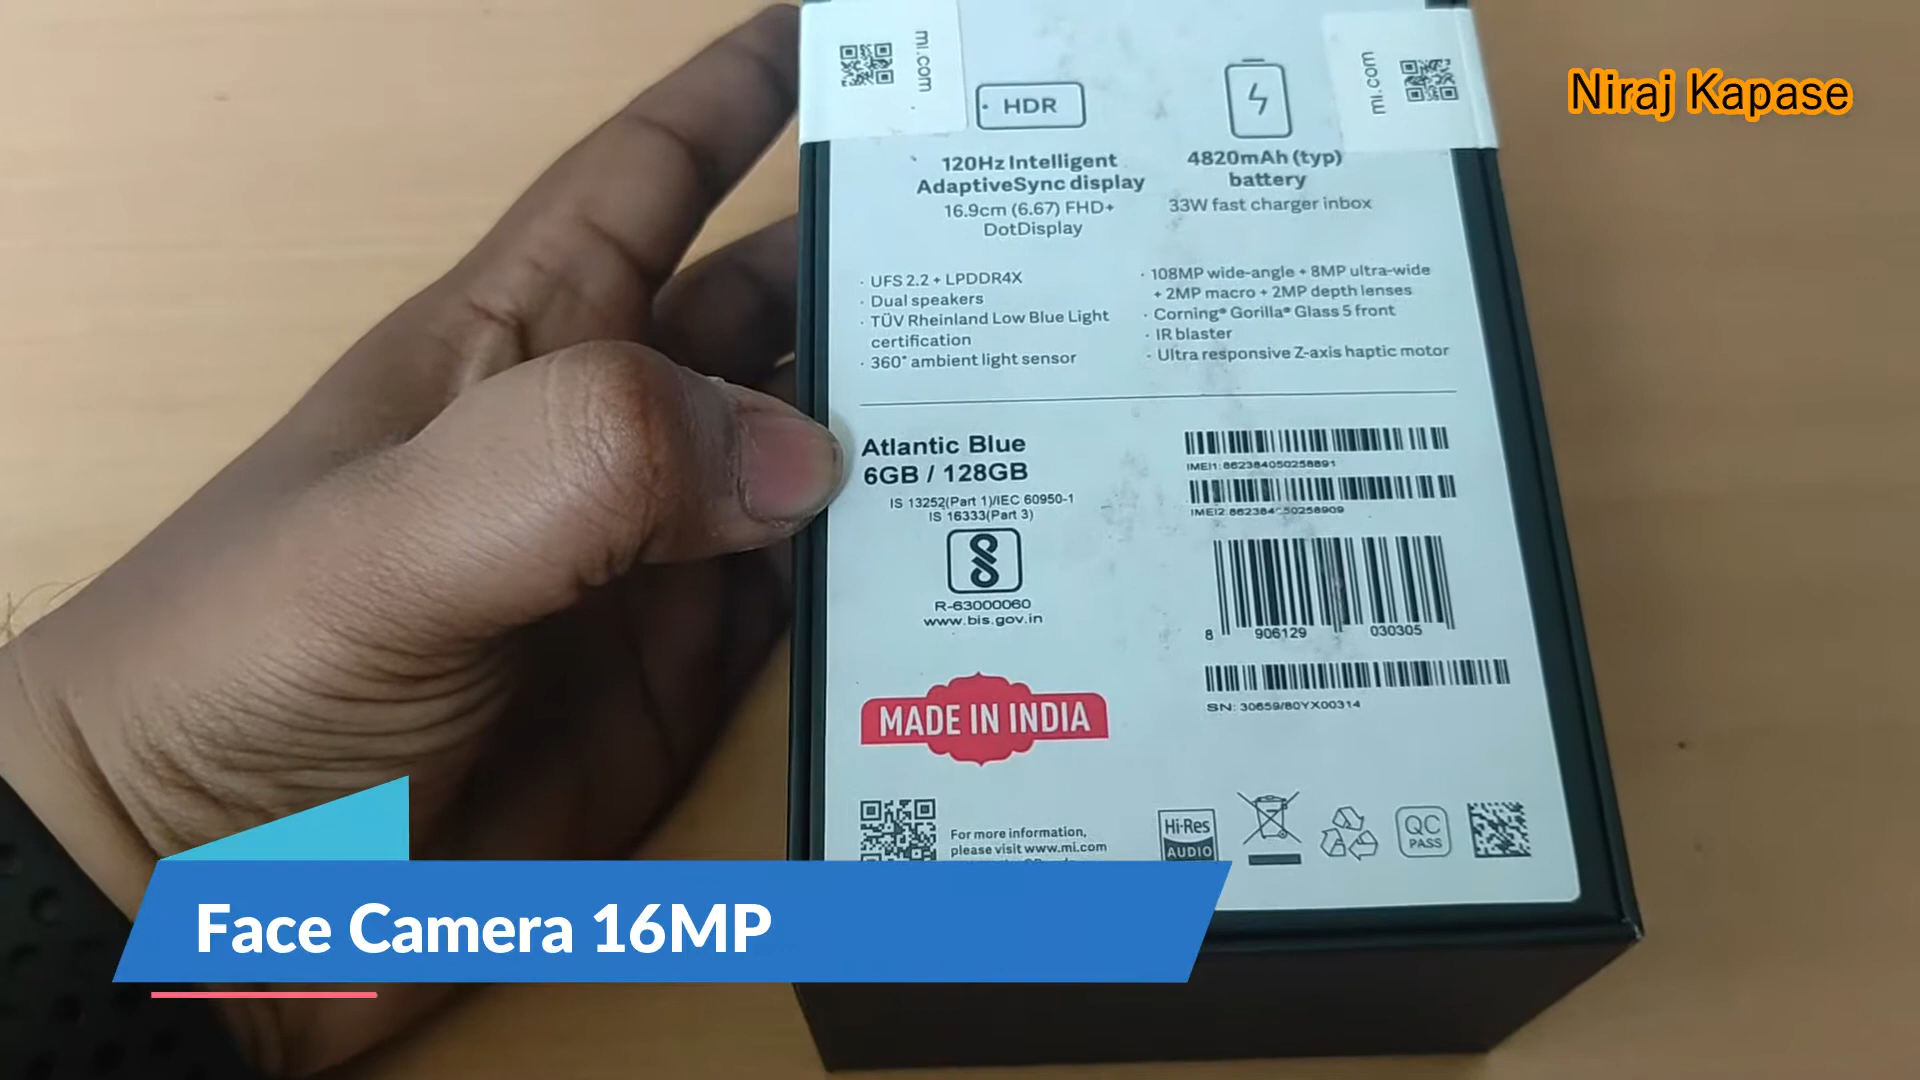 Niraj Kapase
mi.com
mi.com
HDR
120Hz Intelligent
AdaptiveSync display
16.9cm (6.67) FHD+
DotDisplay
4820mAh (typ)
battery
33W fast charger inbox
· UFS 2.2 + LPDDR4X
· Dual speakers
· TÜV Rheinland Low Blue Light
certification
· 360° ambient light sensor
· 108MP wide-angle + 8MP ultra-wide
+ 2MP macro + 2MP depth lenses
· Corning® Gorilla® Glass 5 front
· IR blaster
· Ultra responsive Z-axis haptic motor
Atlantic Blue
6GB / 128GB
IS 13252(Part 1)/IEC 60950-1
IS 16333(Part 3)
R-63000060
www.bis.gov.in
MADE IN INDIA
IMEI1: 862384050258891
IMEI2:
8 906129 030305
SN: 30659/80YX00314
For more information,
please visit www.mi.com
Hi-Res
AUDIO
QC
PASS
Face Camera 16MP